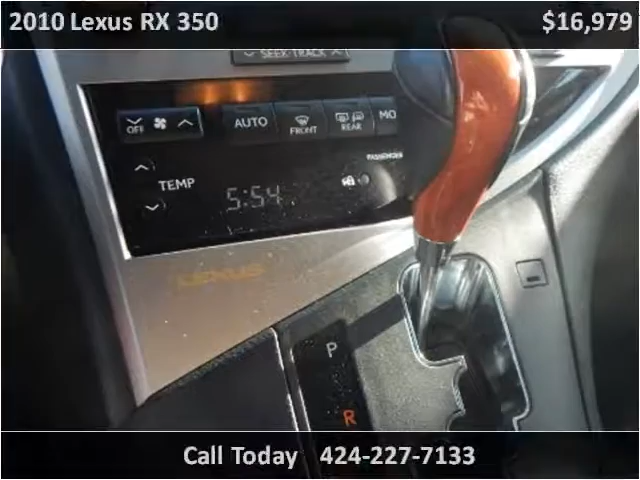 2010 Lexus RX 350 $16,979
SEEK·TRACK
OFF AUTO FRONT REAR MO
PASSENGER
TEMP
5:54
LEXUS
P
R
Call Today 424-227-7133